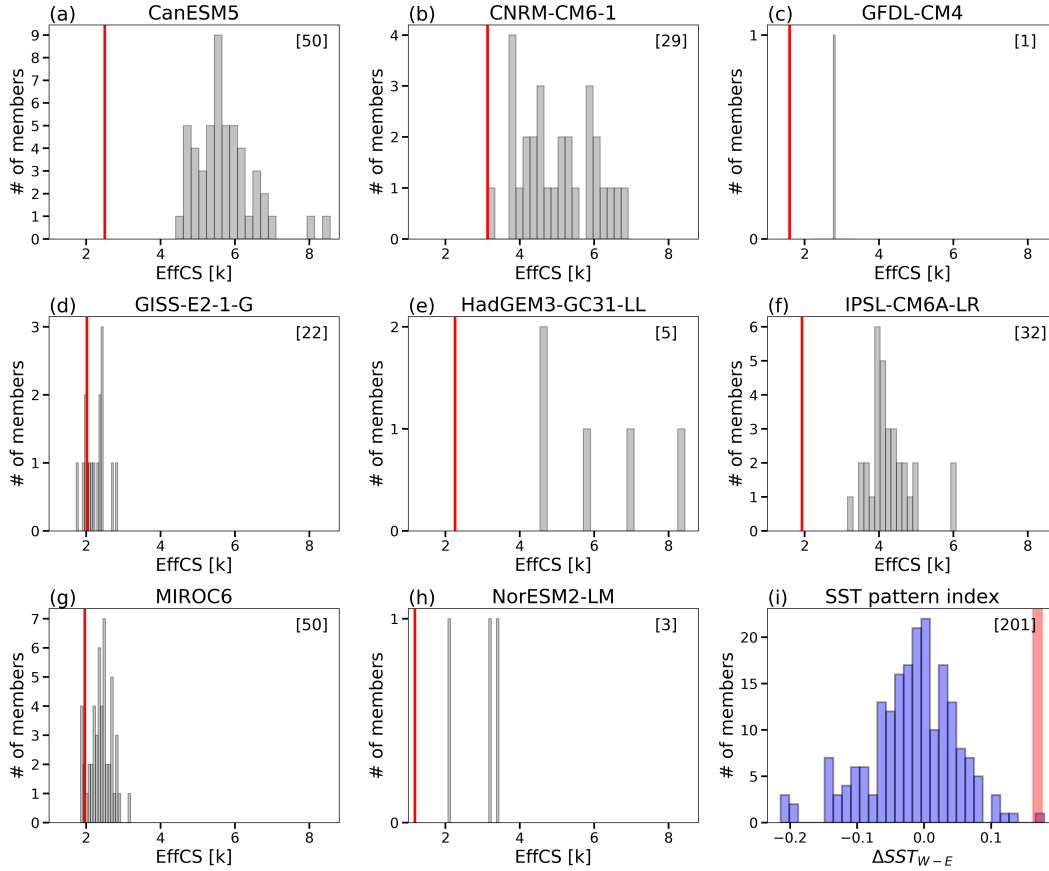 (a) CanESM5
[50]
# of members
9
8
7
6
5
4
3
2
1
0
2 4 6 8
EffCS [k]
(b) CNRM-CM6-1
[29]
# of members
4
3
2
1
0
2 4 6 8
EffCS [k]
(c) GFDL-CM4
[1]
# of members
1
0
2 4 6 8
EffCS [k]
(d) GISS-E2-1-G
[22]
# of members
3
2
1
0
2 4 6 8
EffCS [k]
(e) HadGEM3-GC31-LL
[5]
# of members
2
1
0
2 4 6 8
EffCS [k]
(f) IPSL-CM6A-LR
[32]
# of members
6
5
4
3
2
1
0
2 4 6 8
EffCS [k]
(g) MIROC6
[50]
# of members
7
6
5
4
3
2
1
0
2 4 6 8
EffCS [k]
(h) NorESM2-LM
[3]
# of members
1
0
2 4 6 8
EffCS [k]
(i) SST pattern index
[201]
# of members
20
15
10
5
0
−0.2 −0.1 0.0 0.1
ΔSST_{W−E}